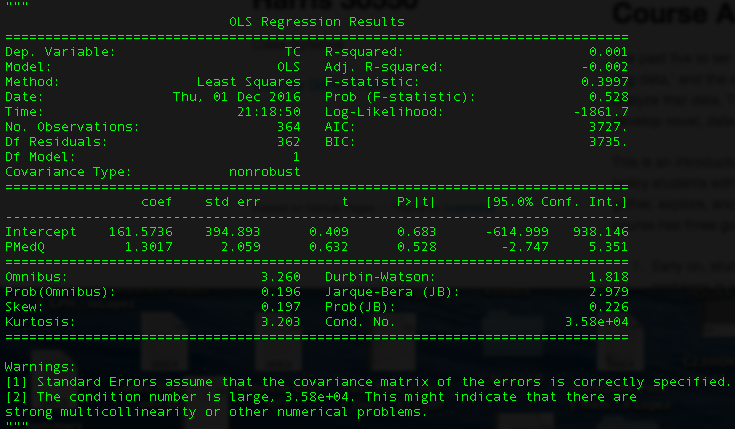 """
OLS Regression Results
==============================================================================
Dep. Variable: TC R-squared: 0.001
Model: OLS Adj. R-squared: -0.002
Method: Least Squares F-statistic: 0.3997
Date: Thu, 01 Dec 2016 Prob (F-statistic): 0.528
Time: 21:18:50 Log-Likelihood: -1861.7
No. Observations: 364 AIC: 3727.
Df Residuals: 362 BIC: 3735.
Df Model: 1
Covariance Type: nonrobust
==============================================================================
coef std err t P>|t| [95.0% Conf. Int.]
------------------------------------------------------------------------------
Intercept 161.5736 394.893 0.409 0.683 -614.999 938.146
PMedQ 1.3017 2.059 0.632 0.528 -2.747 5.351
==============================================================================
Omnibus: 3.260 Durbin-Watson: 1.818
Prob(Omnibus): 0.196 Jarque-Bera (JB): 2.979
Skew: 0.197 Prob(JB): 0.226
Kurtosis: 3.203 Cond. No. 3.58e+04
==============================================================================
Warnings:
[1] Standard Errors assume that the covariance matrix of the errors is correctly specified.
[2] The condition number is large, 3.58e+04. This might indicate that there are
strong multicollinearity or other numerical problems.
"""
Course A